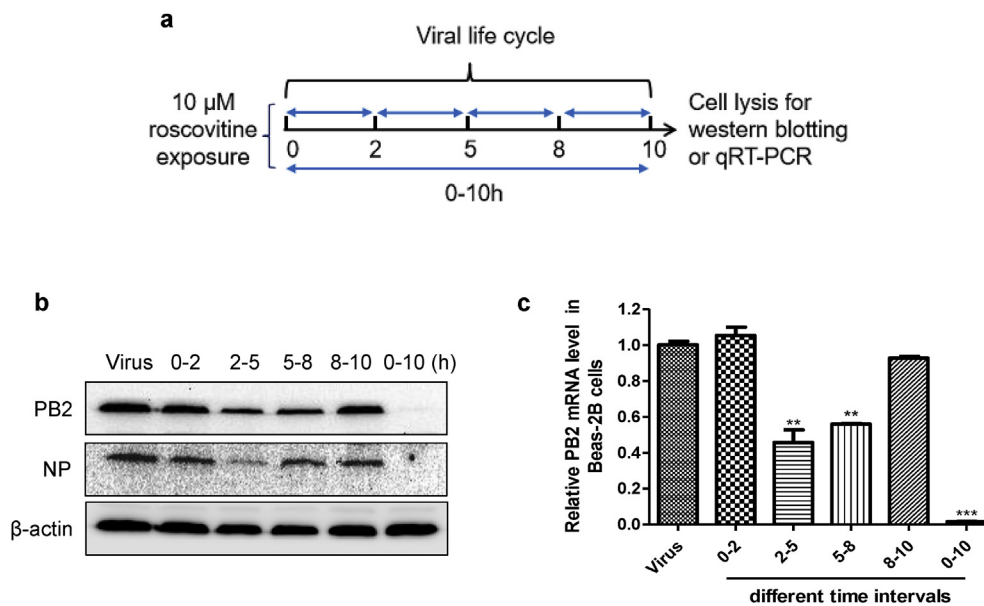 a
Viral life cycle
10 µM
roscovitine
exposure
0 2 5 8 10
0-10h
Cell lysis for
western blotting
or qRT-PCR
b
Virus 0-2 2-5 5-8 8-10 0-10 (h)
PB2
NP
β-actin
c
Relative PB2 mRNA level in
Beas-2B cells
1.2
1.0
0.8
0.6
0.4
0.2
0.0
**
**
***
Virus 0-2 2-5 5-8 8-10 0-10
different time intervals